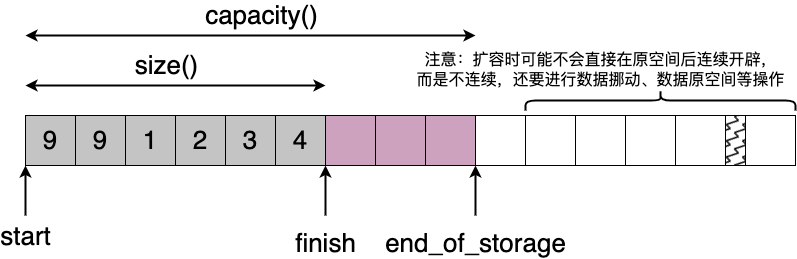 capacity()
size()
注意：扩容时可能不会直接在原空间后连续开辟，
而是不连续，还要进行数据挪动、数据原空间等操作
9 9 1 2 3 4
start finish end_of_storage